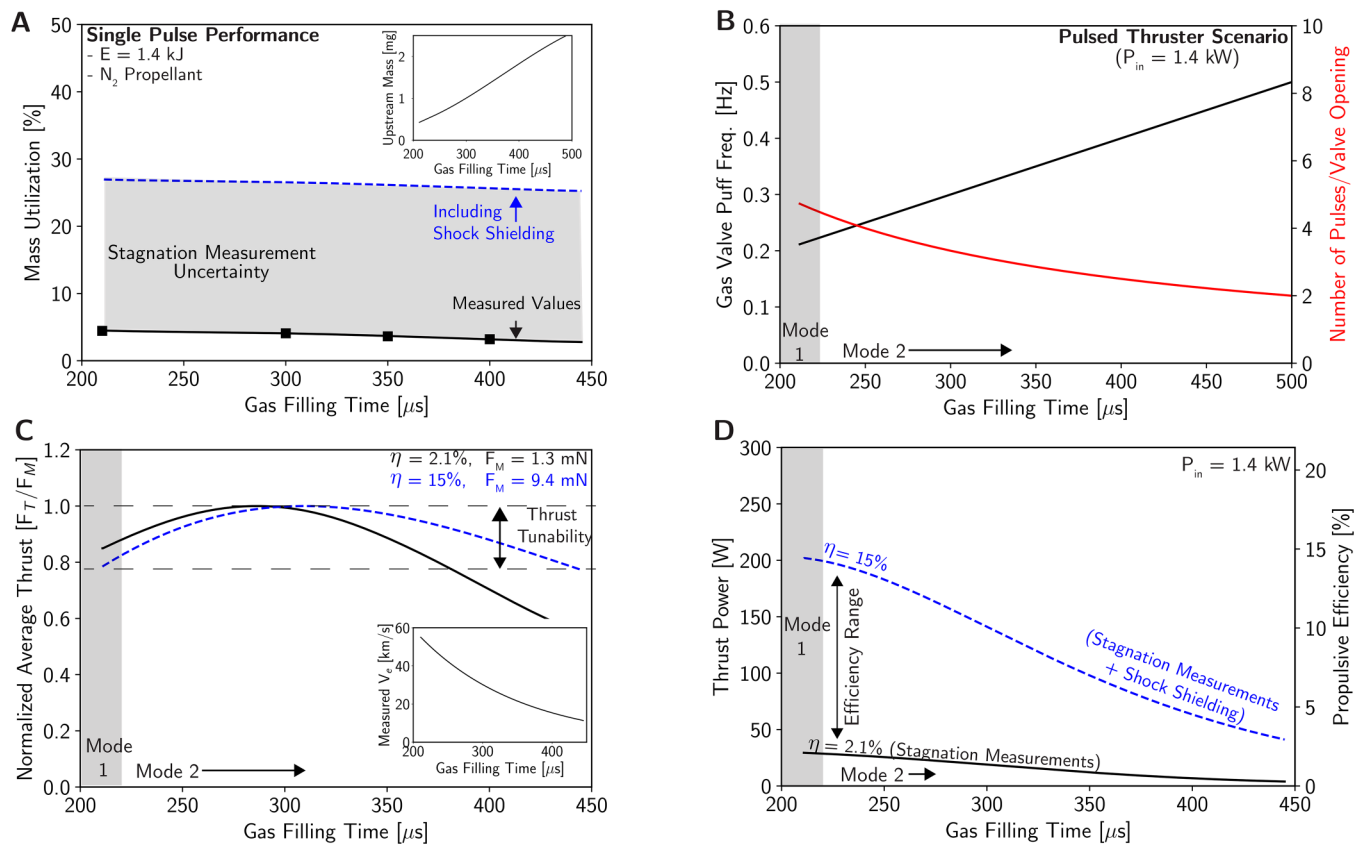 A
Single Pulse Performance
- E = 1.4 kJ
- N2 Propellant
Mass Utilization [%]
50
40
30
20
10
0
200
250
300
350
400
450
Gas Filling Time [μs]
Including
Shock Shielding
Stagnation Measurement
Uncertainty
Measured Values
Upstream Mass [mg]
2
1
0
200
300
400
500
Gas Filling Time [μs]
B
Pulsed Thruster Scenario
(Pin = 1.4 kW)
Gas Valve Puff Freq. [Hz]
0.6
0.5
0.4
0.3
0.2
0.1
0.0
10
8
6
4
2
0
Number of Pulses/Valve Opening
Mode
1
Mode 2
200
250
300
350
400
450
500
Gas Filling Time [μs]
C
Normalized Average Thrust [FT/FM]
1.2
1.0
0.8
0.6
0.4
0.2
0.0
η = 2.1%, FM = 1.3 mN
η = 15%, FM = 9.4 mN
Thrust
Tunability
Mode
1
Mode 2
Measured Ve [km/s]
60
40
20
0
200
300
400
Gas Filling Time [μs]
200
250
300
350
400
450
Gas Filling Time [μs]
D
Pin = 1.4 kW
Thrust Power [W]
300
250
200
150
100
50
0
20
15
10
5
0
Propulsive Efficiency [%]
η = 15%
Mode
1
Efficiency Range
(Stagnation Measurements
+ Shock Shielding)
η = 2.1% (Stagnation Measurements)
Mode 2
200
250
300
350
400
450
Gas Filling Time [μs]